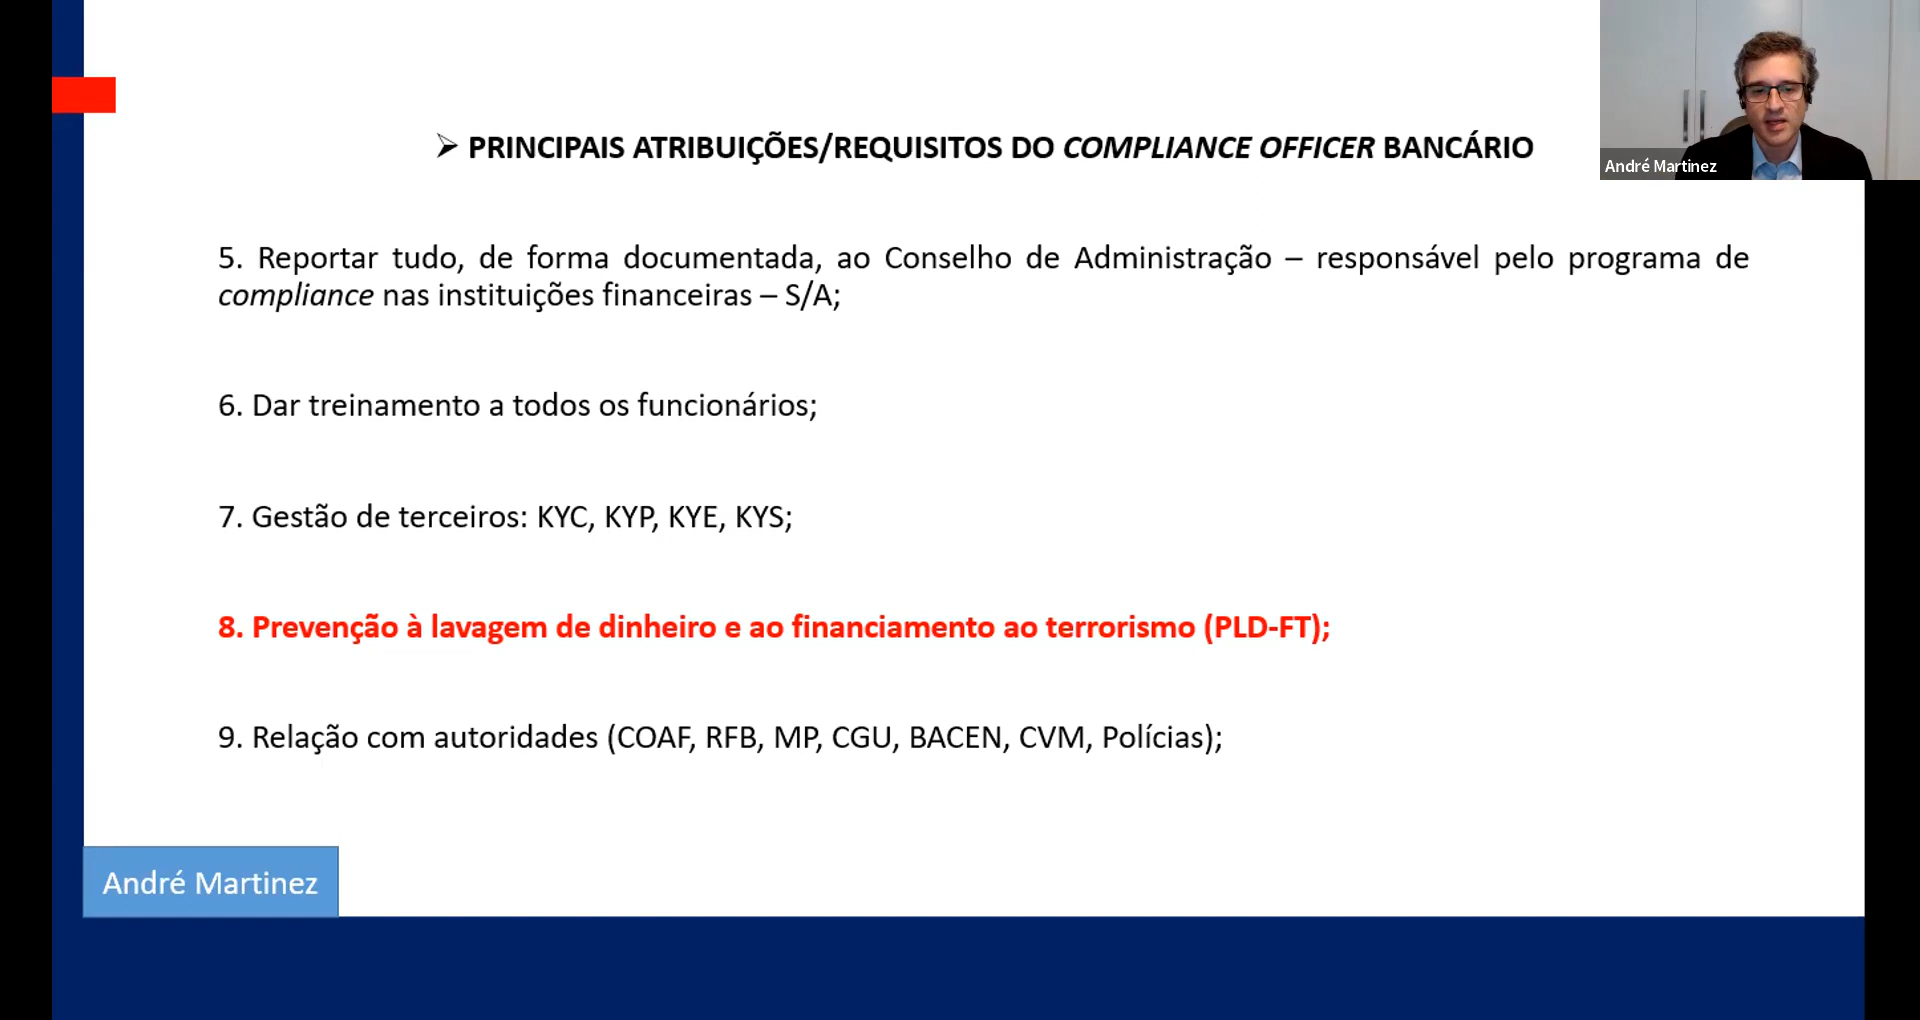 ➢ PRINCIPAIS ATRIBUIÇÕES/REQUISITOS DO COMPLIANCE OFFICER BANCÁRIO
André Martinez
5. Reportar tudo, de forma documentada, ao Conselho de Administração – responsável pelo programa de
compliance nas instituições financeiras – S/A;
6. Dar treinamento a todos os funcionários;
7. Gestão de terceiros: KYC, KYP, KYE, KYS;
8. Prevenção à lavagem de dinheiro e ao financiamento ao terrorismo (PLD-FT);
9. Relação com autoridades (COAF, RFB, MP, CGU, BACEN, CVM, Polícias);
André Martinez